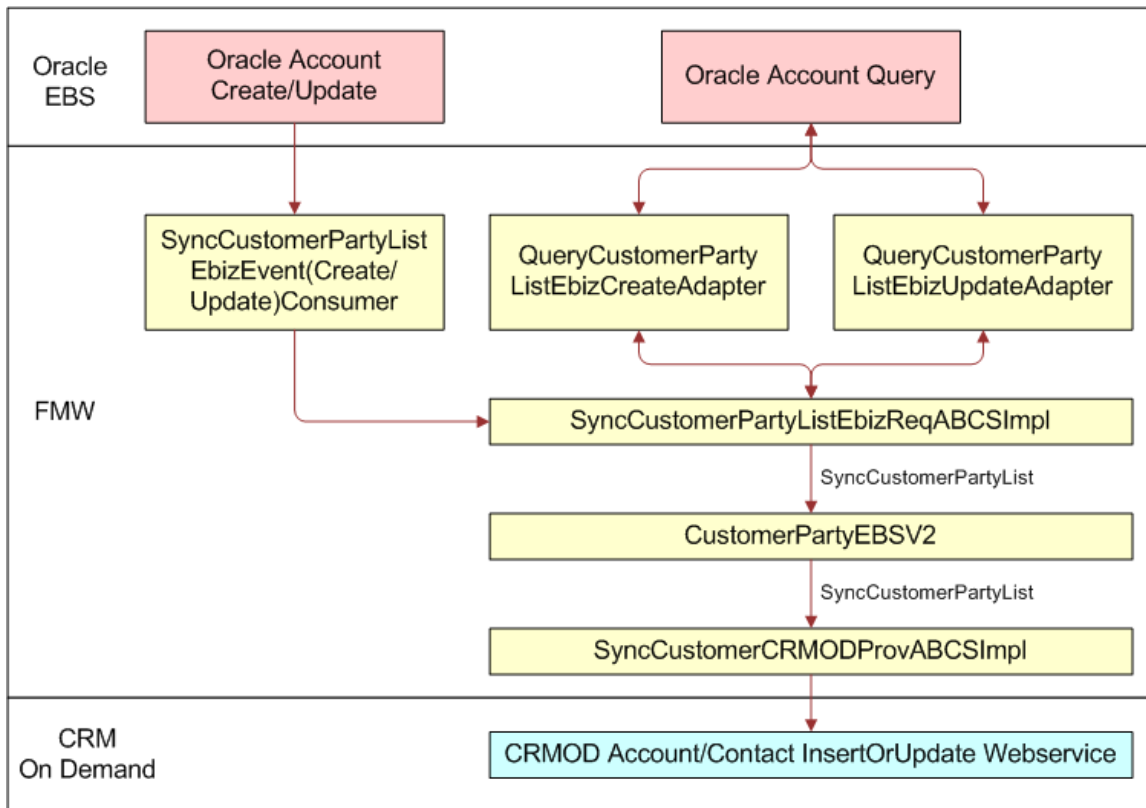 Oracle
EBS
Oracle Account
Create/Update
Oracle Account Query
FMW
SyncCustomerPartyList
EbizEvent(Create/
Update)Consumer
QueryCustomerParty
ListEbizCreateAdapter
QueryCustomerParty
ListEbizUpdateAdapter
SyncCustomerPartyListEbizReqABCSImpl
SyncCustomerPartyList
CustomerPartyEBSV2
SyncCustomerPartyList
SyncCustomerCRMODProvABCSImpl
CRM
On Demand
CRMOD Account/Contact InsertOrUpdate Webservice